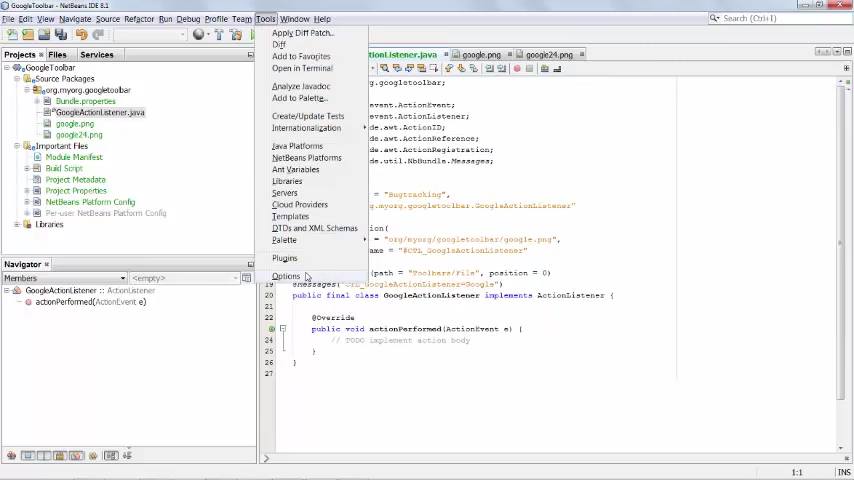 GoogleToolbar - NetBeans IDE 8.1
File Edit View Navigate Source Refactor Run Debug Profile Team Tools Window Help
Search (Ctrl+I)
Projects Files Services
GoogleToolbar
Source Packages
org.myorg.googletoolbar
Bundle.properties
GoogleActionListener.java
google.png
google24.png
Important Files
Module Manifest
Build Script
Project Metadata
Project Properties
NetBeans Platform Config
Per-user NetBeans Platform Config
Libraries
Navigator
Members <empty>
GoogleActionListener :: ActionListener
actionPerformed(ActionEvent e)
Apply Diff Patch...
Diff
Add to Favorites
Open in Terminal
Analyze Javadoc
Add to Palette...
Create/Update Tests
Internationalization
Java Platforms
NetBeans Platforms
Ant Variables
Libraries
Servers
Cloud Providers
Templates
DTDs and XML Schemas
Palette
Plugins
Options
ctionListener.java google.png google24.png
rg.googletoolbar;
event.ActionEvent;
event.ActionListener;
de.awt.ActionID;
de.awt.ActionReference;
de.awt.ActionRegistration;
de.util.NbBundle.Messages;
= "Bugtracking",
g.myorg.googletoolbar.GoogleActionListener"
ction(
"org/myorg/googletoolbar/google.png",
ame = "#CTL_GoogleActionListener"
(path = "Toolbars/File", position = 0)
19 @Messages("CTL_GoogleActionListener=Google")
20 public final class GoogleActionListener implements ActionListener {
21
22 @Override
public void actionPerformed(ActionEvent e) {
24 // TODO implement action body
25 }
26 }
27
1:1 INS